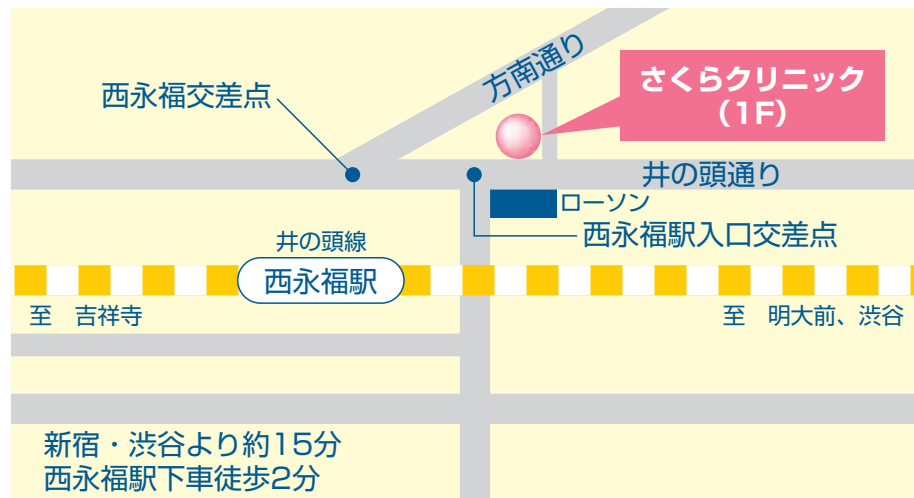 方南通り
さくらクリニック
（1F）
西永福交差点
井の頭通り
ローソン
西永福駅入口交差点
井の頭線
西永福駅
至　吉祥寺
至　明大前、渋谷
新宿・渋谷より約15分
西永福駅下車徒歩2分